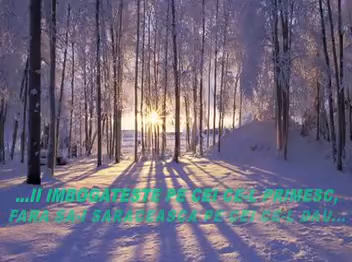 ...II IMBOGATESTE PE CEI CE-L PRIMESC,
FARA SA-I SARACEASCA PE CEI CE-L DAU...